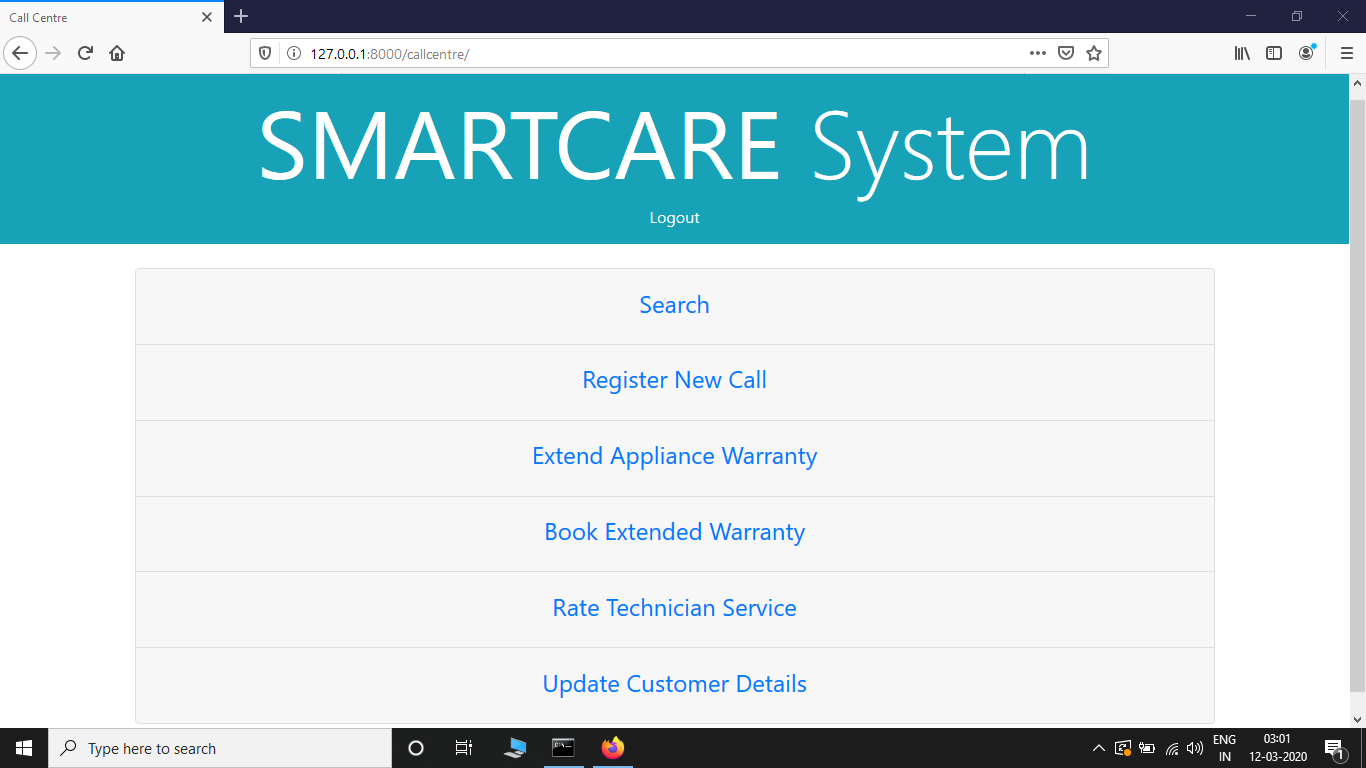 Call Centre
127.0.0.1:8000/callcentre/
SMARTCARE System
Logout
Search
Register New Call
Extend Appliance Warranty
Book Extended Warranty
Rate Technician Service
Update Customer Details
Type here to search
ENG
IN
03:01
12-03-2020
1